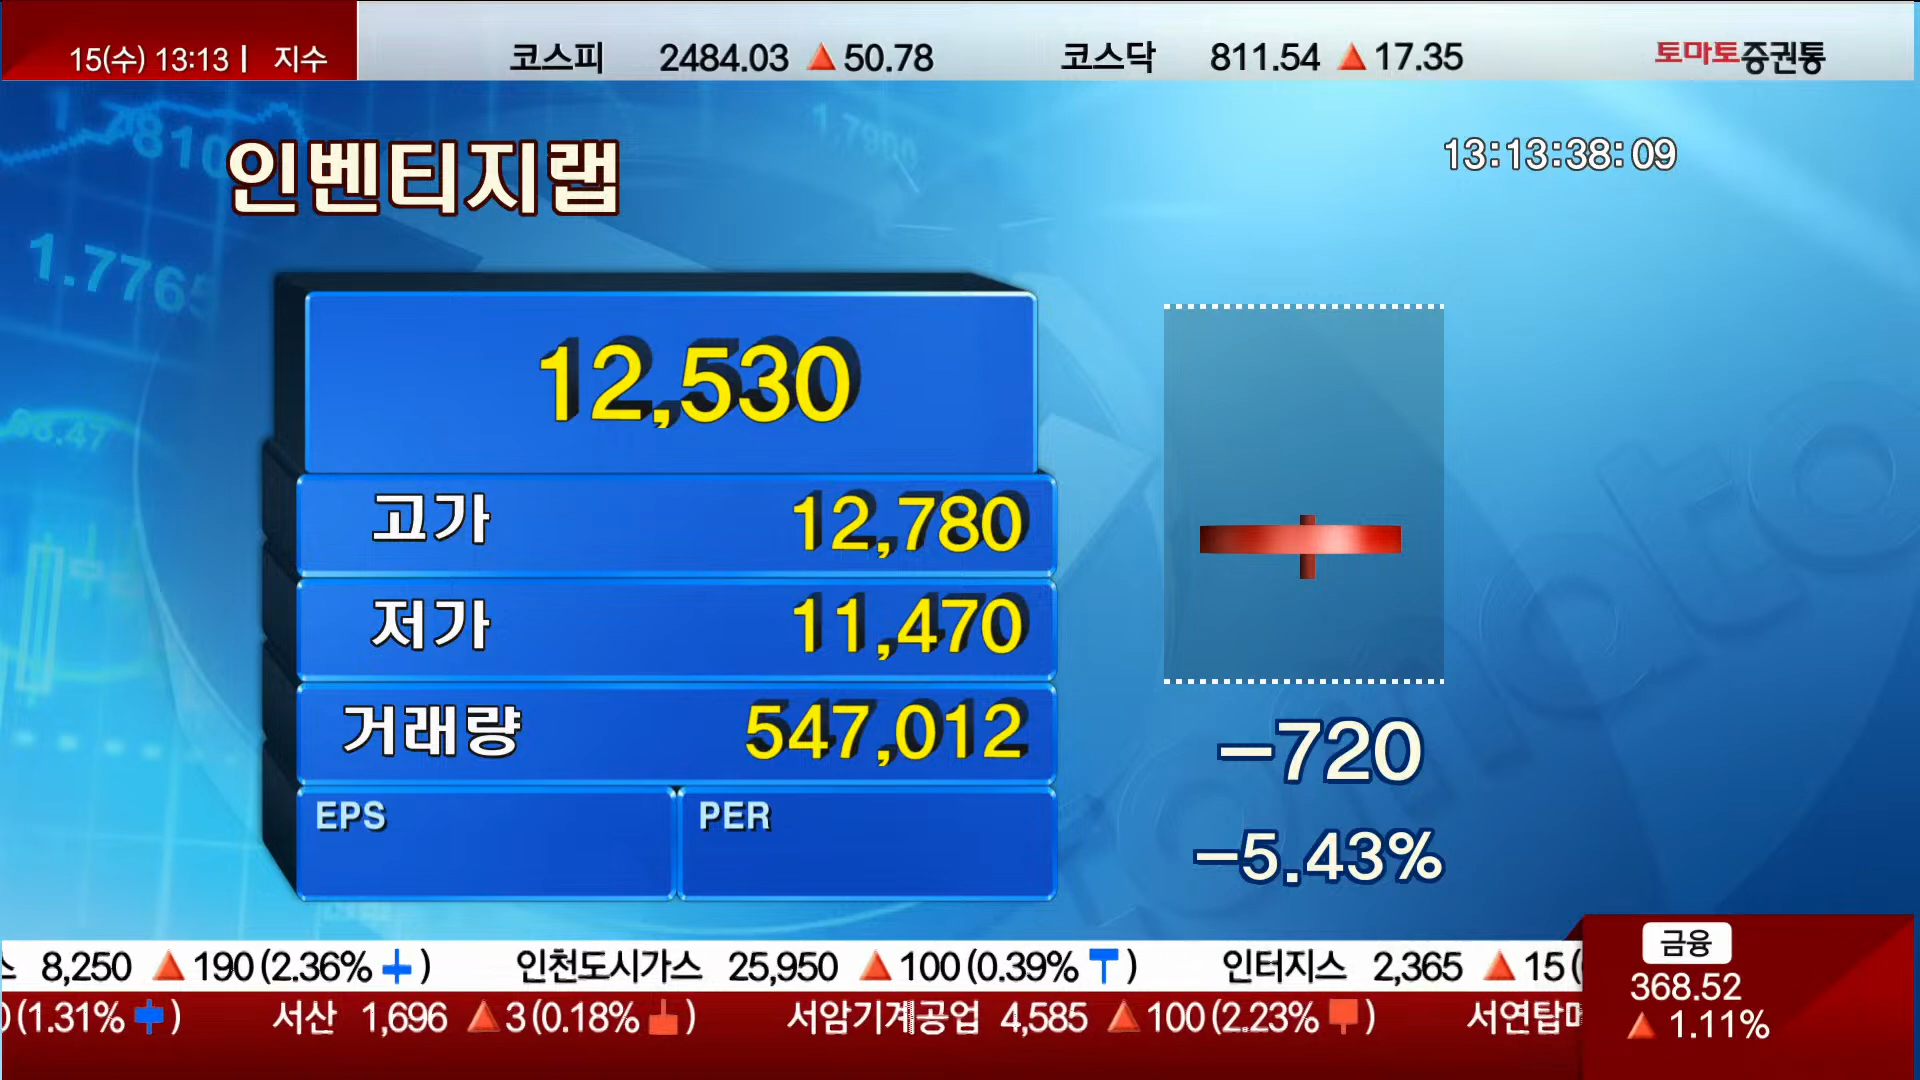 15(수) 13:13 | 지수 코스피 2484.03 ▲50.78 코스닥 811.54 ▲17.35 토마토증권통
인벤티지랩
13:13:38:09
12,530
고가 12,780
저가 11,470
거래량 547,012
EPS PER
-720
-5.43%
8,250 ▲190(2.36% ) 인천도시가스 25,950 ▲100(0.39% ) 인터지스 2,365 ▲15(
(1.31% ) 서산 1,696 ▲3(0.18% ) 서암기계공업 4,585 ▲100(2.23% ) 서연탑
금융
368.52
▲ 1.11%